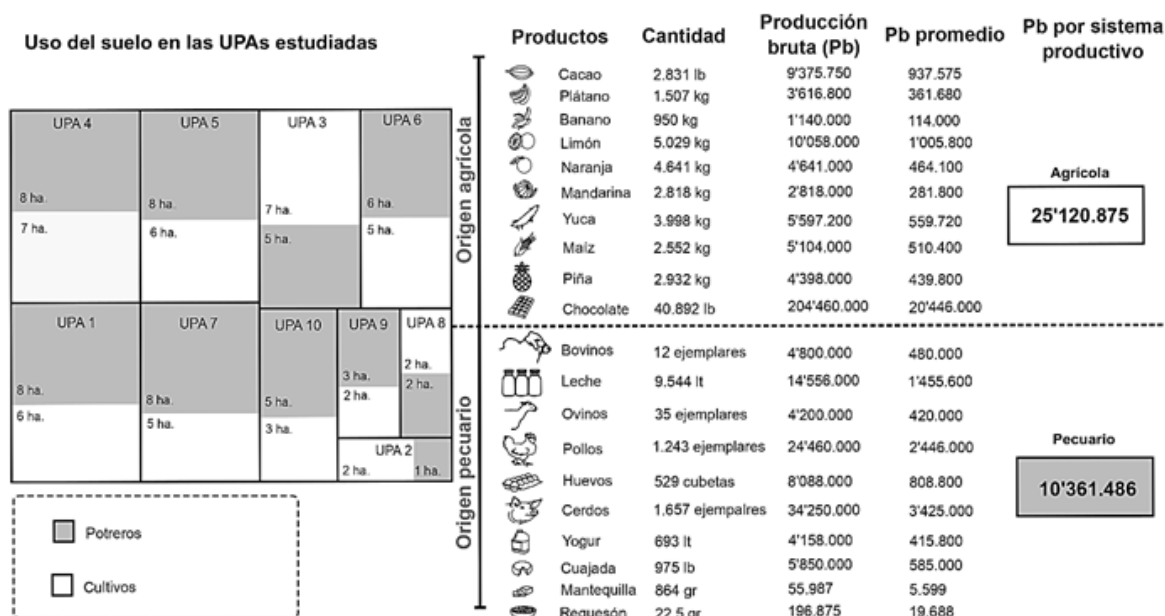 Uso del suelo en las UPAs estudiadas
UPA 4
8 ha.
7 ha.
UPA 5
8 ha.
6 ha.
UPA 3
7 ha.
5 ha.
UPA 6
6 ha.
5 ha.
UPA 1
8 ha.
6 ha.
UPA 7
8 ha.
5 ha.
UPA 10
5 ha.
3 ha.
UPA 9
3 ha.
2 ha.
UPA 8
2 ha.
2 ha.
UPA 2
2 ha.
1 ha.
Potreros
Cultivos
Origen agrícola
Origen pecuario
Productos Cantidad Producción bruta (Pb) Pb promedio Pb por sistema productivo
Cacao 2.831 lb 9'375.750 937.575
Plátano 1.507 kg 3'616.800 361.680
Banano 950 kg 1'140.000 114.000
Limón 5.029 kg 10'058.000 1'005.800
Naranja 4.641 kg 4'641.000 464.100
Mandarina 2.818 kg 2'818.000 281.800
Yuca 3.998 kg 5'597.200 559.720
Maíz 2.552 kg 5'104.000 510.400
Piña 2.932 kg 4'398.000 439.800
Chocolate 40.892 lb 204'460.000 20'446.000
Agrícola
25'120.875
Bovinos 12 ejemplares 4'800.000 480.000
Leche 9.544 lt 14'556.000 1'455.600
Ovinos 35 ejemplares 4'200.000 420.000
Pollos 1.243 ejemplares 24'460.000 2'446.000
Huevos 529 cubetas 8'088.000 808.800
Cerdos 1.657 ejempalres 34'250.000 3'425.000
Yogur 693 lt 4'158.000 415.800
Cuajada 975 lb 5'850.000 585.000
Mantequilla 864 gr 55.987 5.599
Requesón 22.5 gr 196.875 19.688
Pecuario
10'361.486